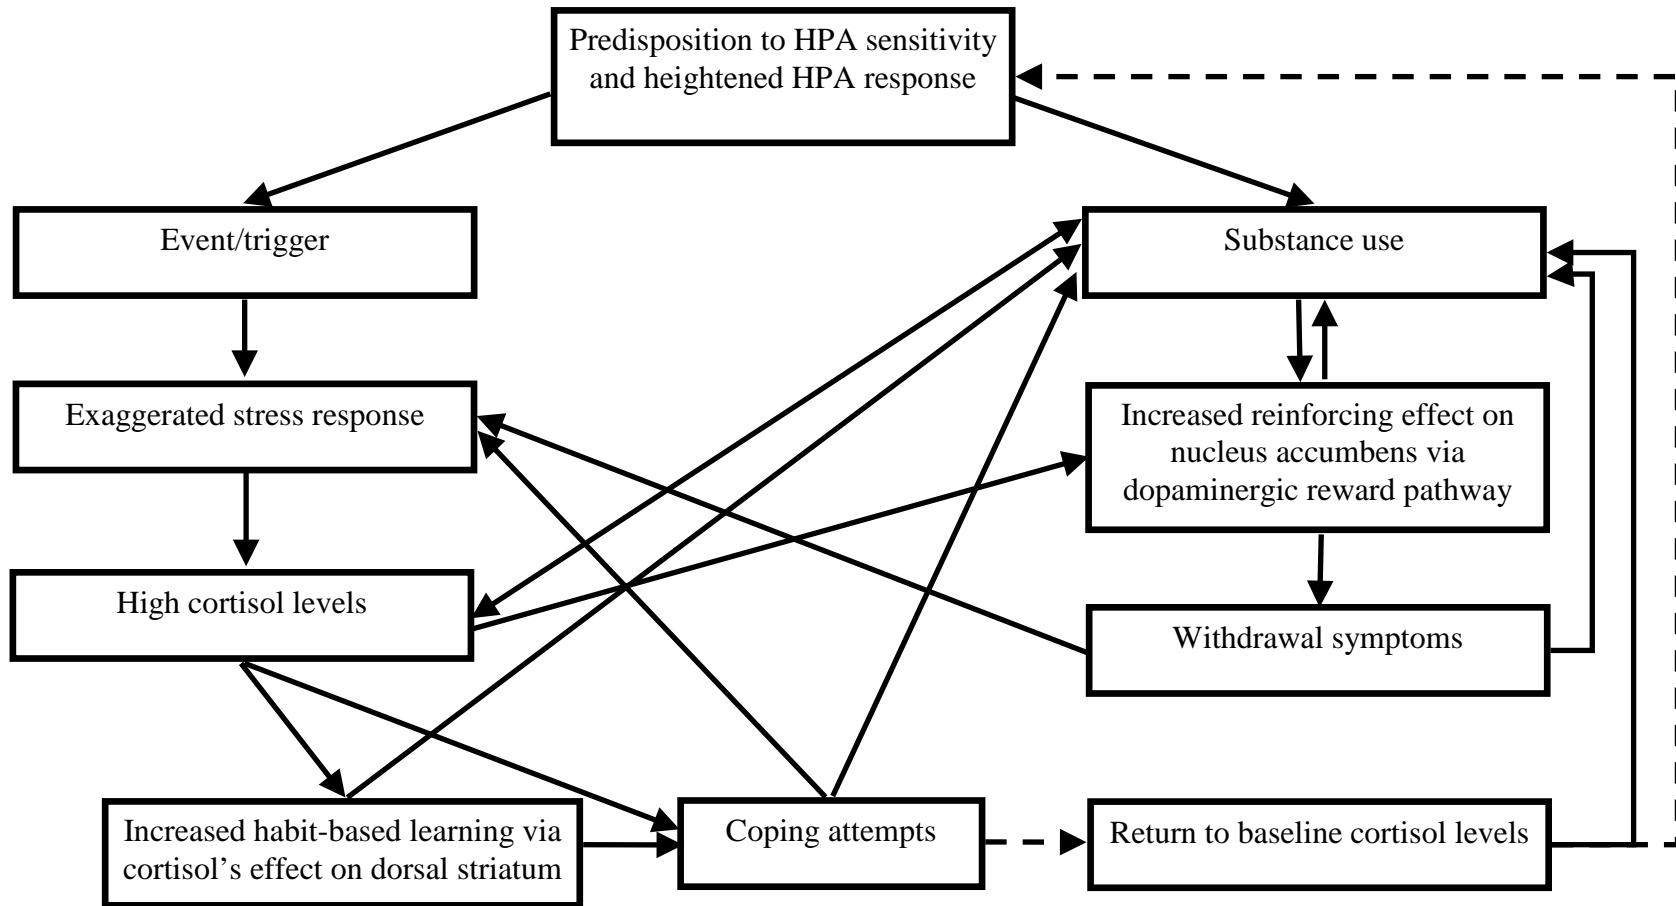 Predisposition to HPA sensitivity
and heightened HPA response
Event/trigger
Substance use
Exaggerated stress response
Increased reinforcing effect on
nucleus accumbens via
dopaminergic reward pathway
High cortisol levels
Withdrawal symptoms
Increased habit-based learning via
cortisol’s effect on dorsal striatum
Coping attempts
Return to baseline cortisol levels